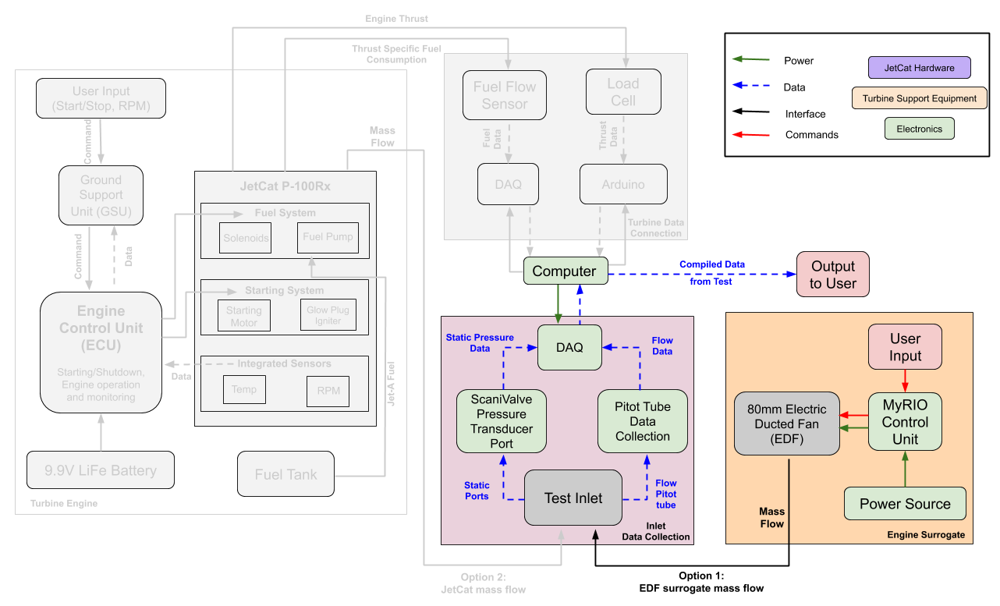 Engine Thrust
Thrust Specific Fuel
Consumption
User Input
(Start/Stop, RPM)
Command
Ground
Support
Unit (GSU)
Command
Data
Engine
Control Unit
(ECU)
Starting/Shutdown,
Engine operation
and monitoring
9.9V LiFe Battery
Turbine Engine
Mass
Flow
JetCat P-100Rx
Fuel System
Solenoids
Fuel Pump
Starting System
Starting
Motor
Glow Plug
Igniter
Integrated Sensors
Data
Temp
RPM
Jet-A Fuel
Fuel Tank
Fuel Flow
Sensor
Load
Cell
Fuel
Data
Thrust
Data
DAQ
Arduino
Turbine Data
Connection
Power
Data
Interface
Commands
JetCat Hardware
Turbine Support Equipment
Electronics
Computer
Compiled Data
from Test
Output
to User
Static Pressure
Data
DAQ
Flow
Data
ScaniValve
Pressure
Transducer
Port
Pitot Tube
Data
Collection
Static
Ports
Test Inlet
Flow
Pitot
tube
Inlet
Data Collection
User
Input
80mm Electric
Ducted Fan
(EDF)
MyRIO
Control
Unit
Power Source
Mass
Flow
Engine Surrogate
Option 2:
JetCat mass flow
Option 1:
EDF surrogate mass flow